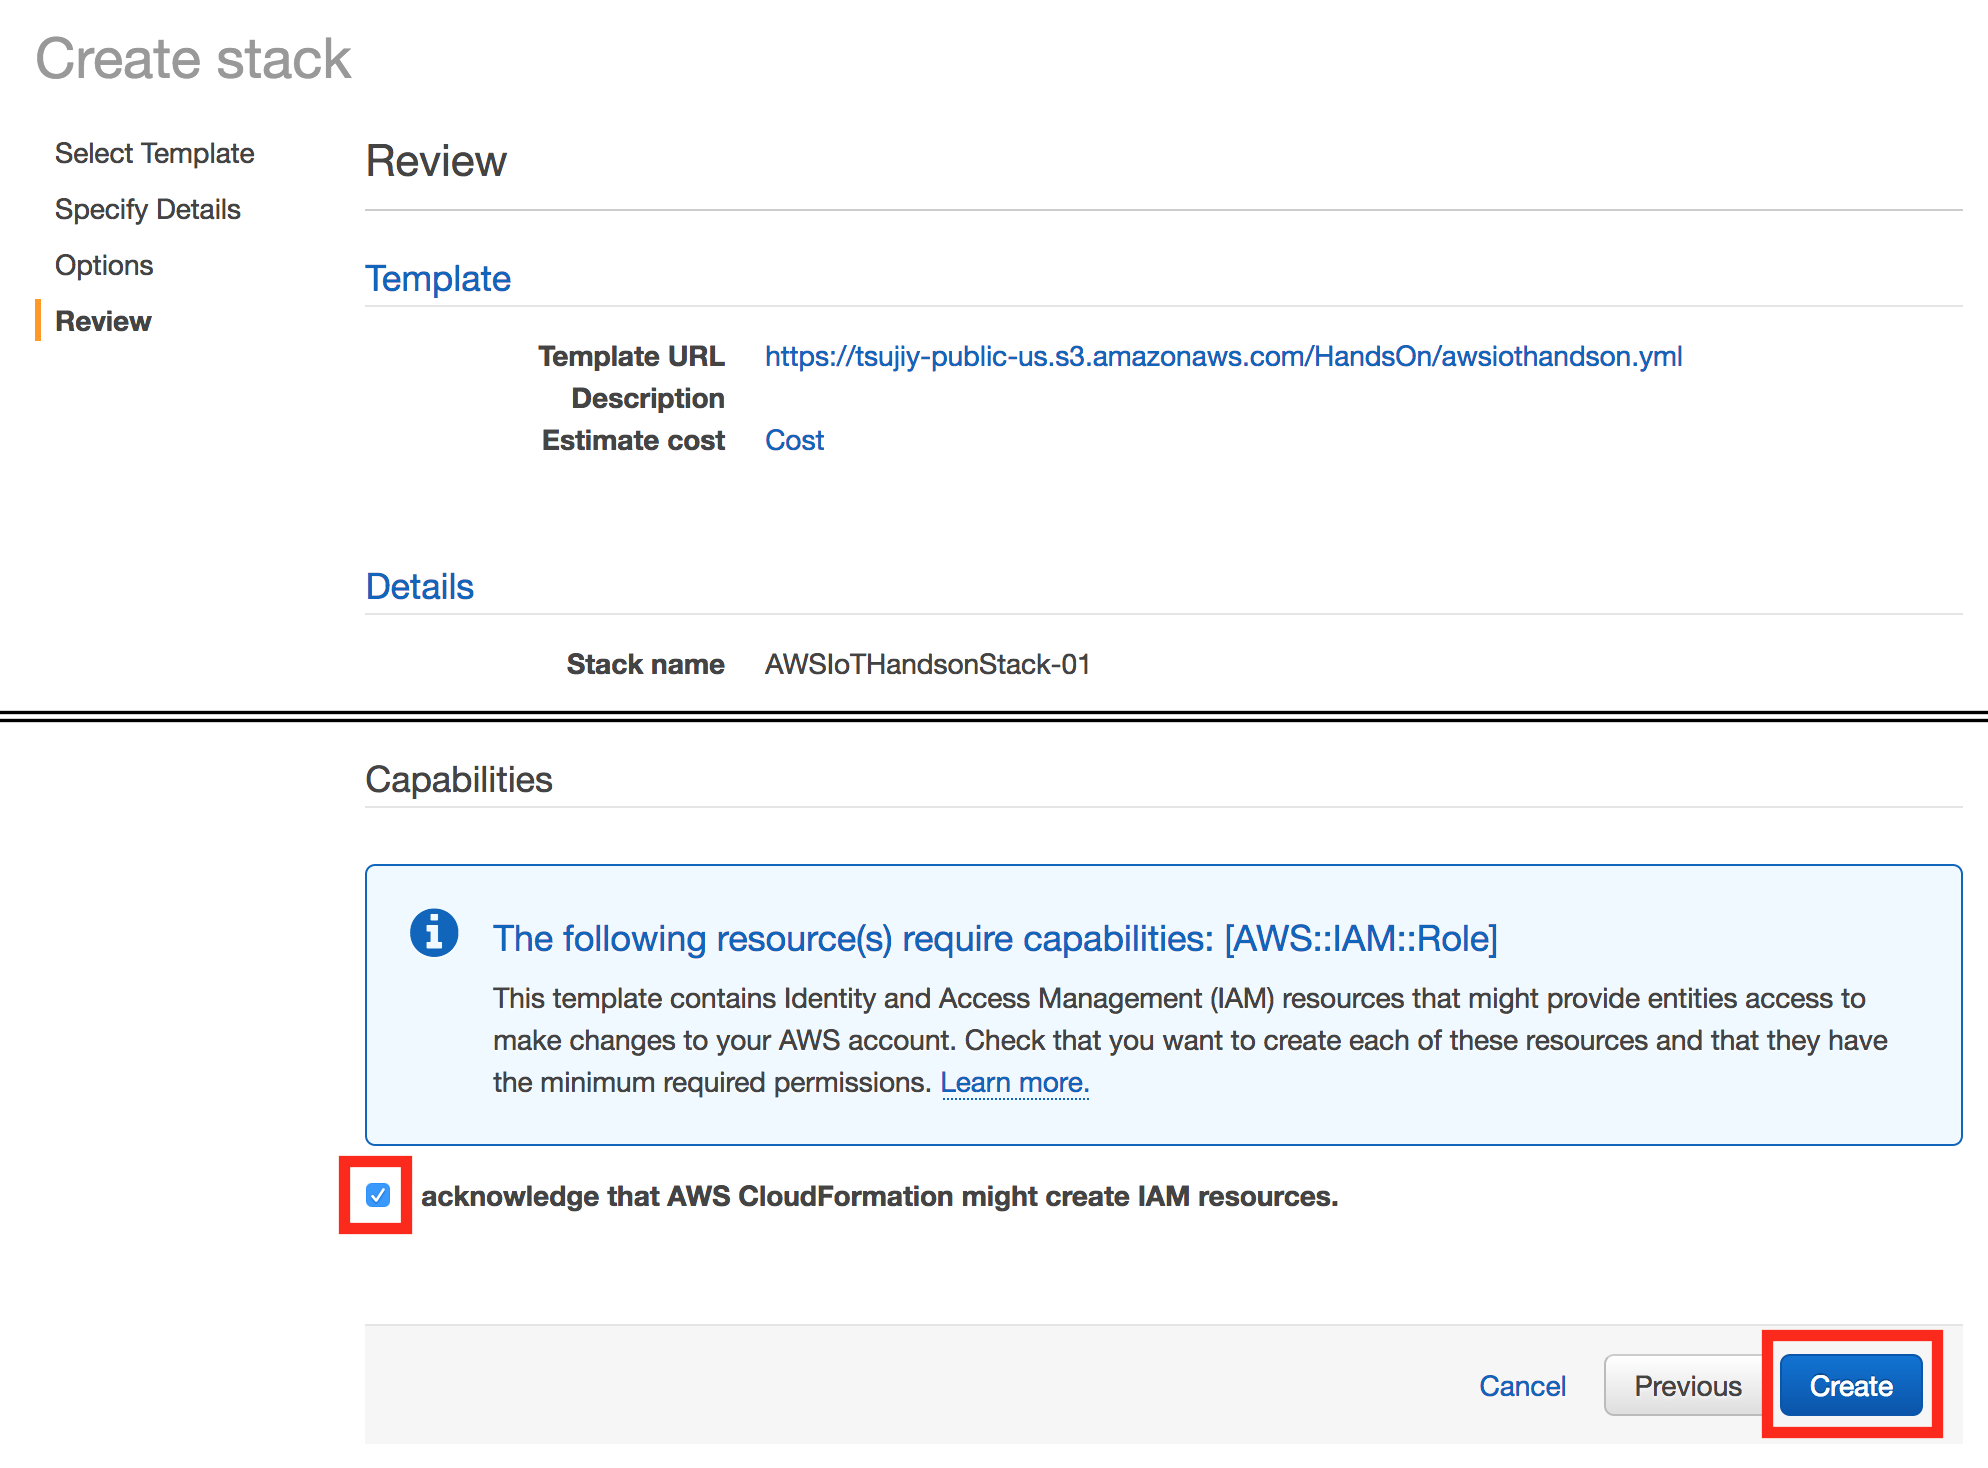 Create stack
Select Template
Specify Details
Options
Review
Review
Template
Template URL https://tsujiy-public-us.s3.amazonaws.com/HandsOn/awsiothandson.yml
Description
Estimate cost Cost
Details
Stack name AWSIoTHandsonStack-01
Capabilities
The following resource(s) require capabilities: [AWS::IAM::Role]
This template contains Identity and Access Management (IAM) resources that might provide entities access to
make changes to your AWS account. Check that you want to create each of these resources and that they have
the minimum required permissions. Learn more.
acknowledge that AWS CloudFormation might create IAM resources.
Cancel Previous Create